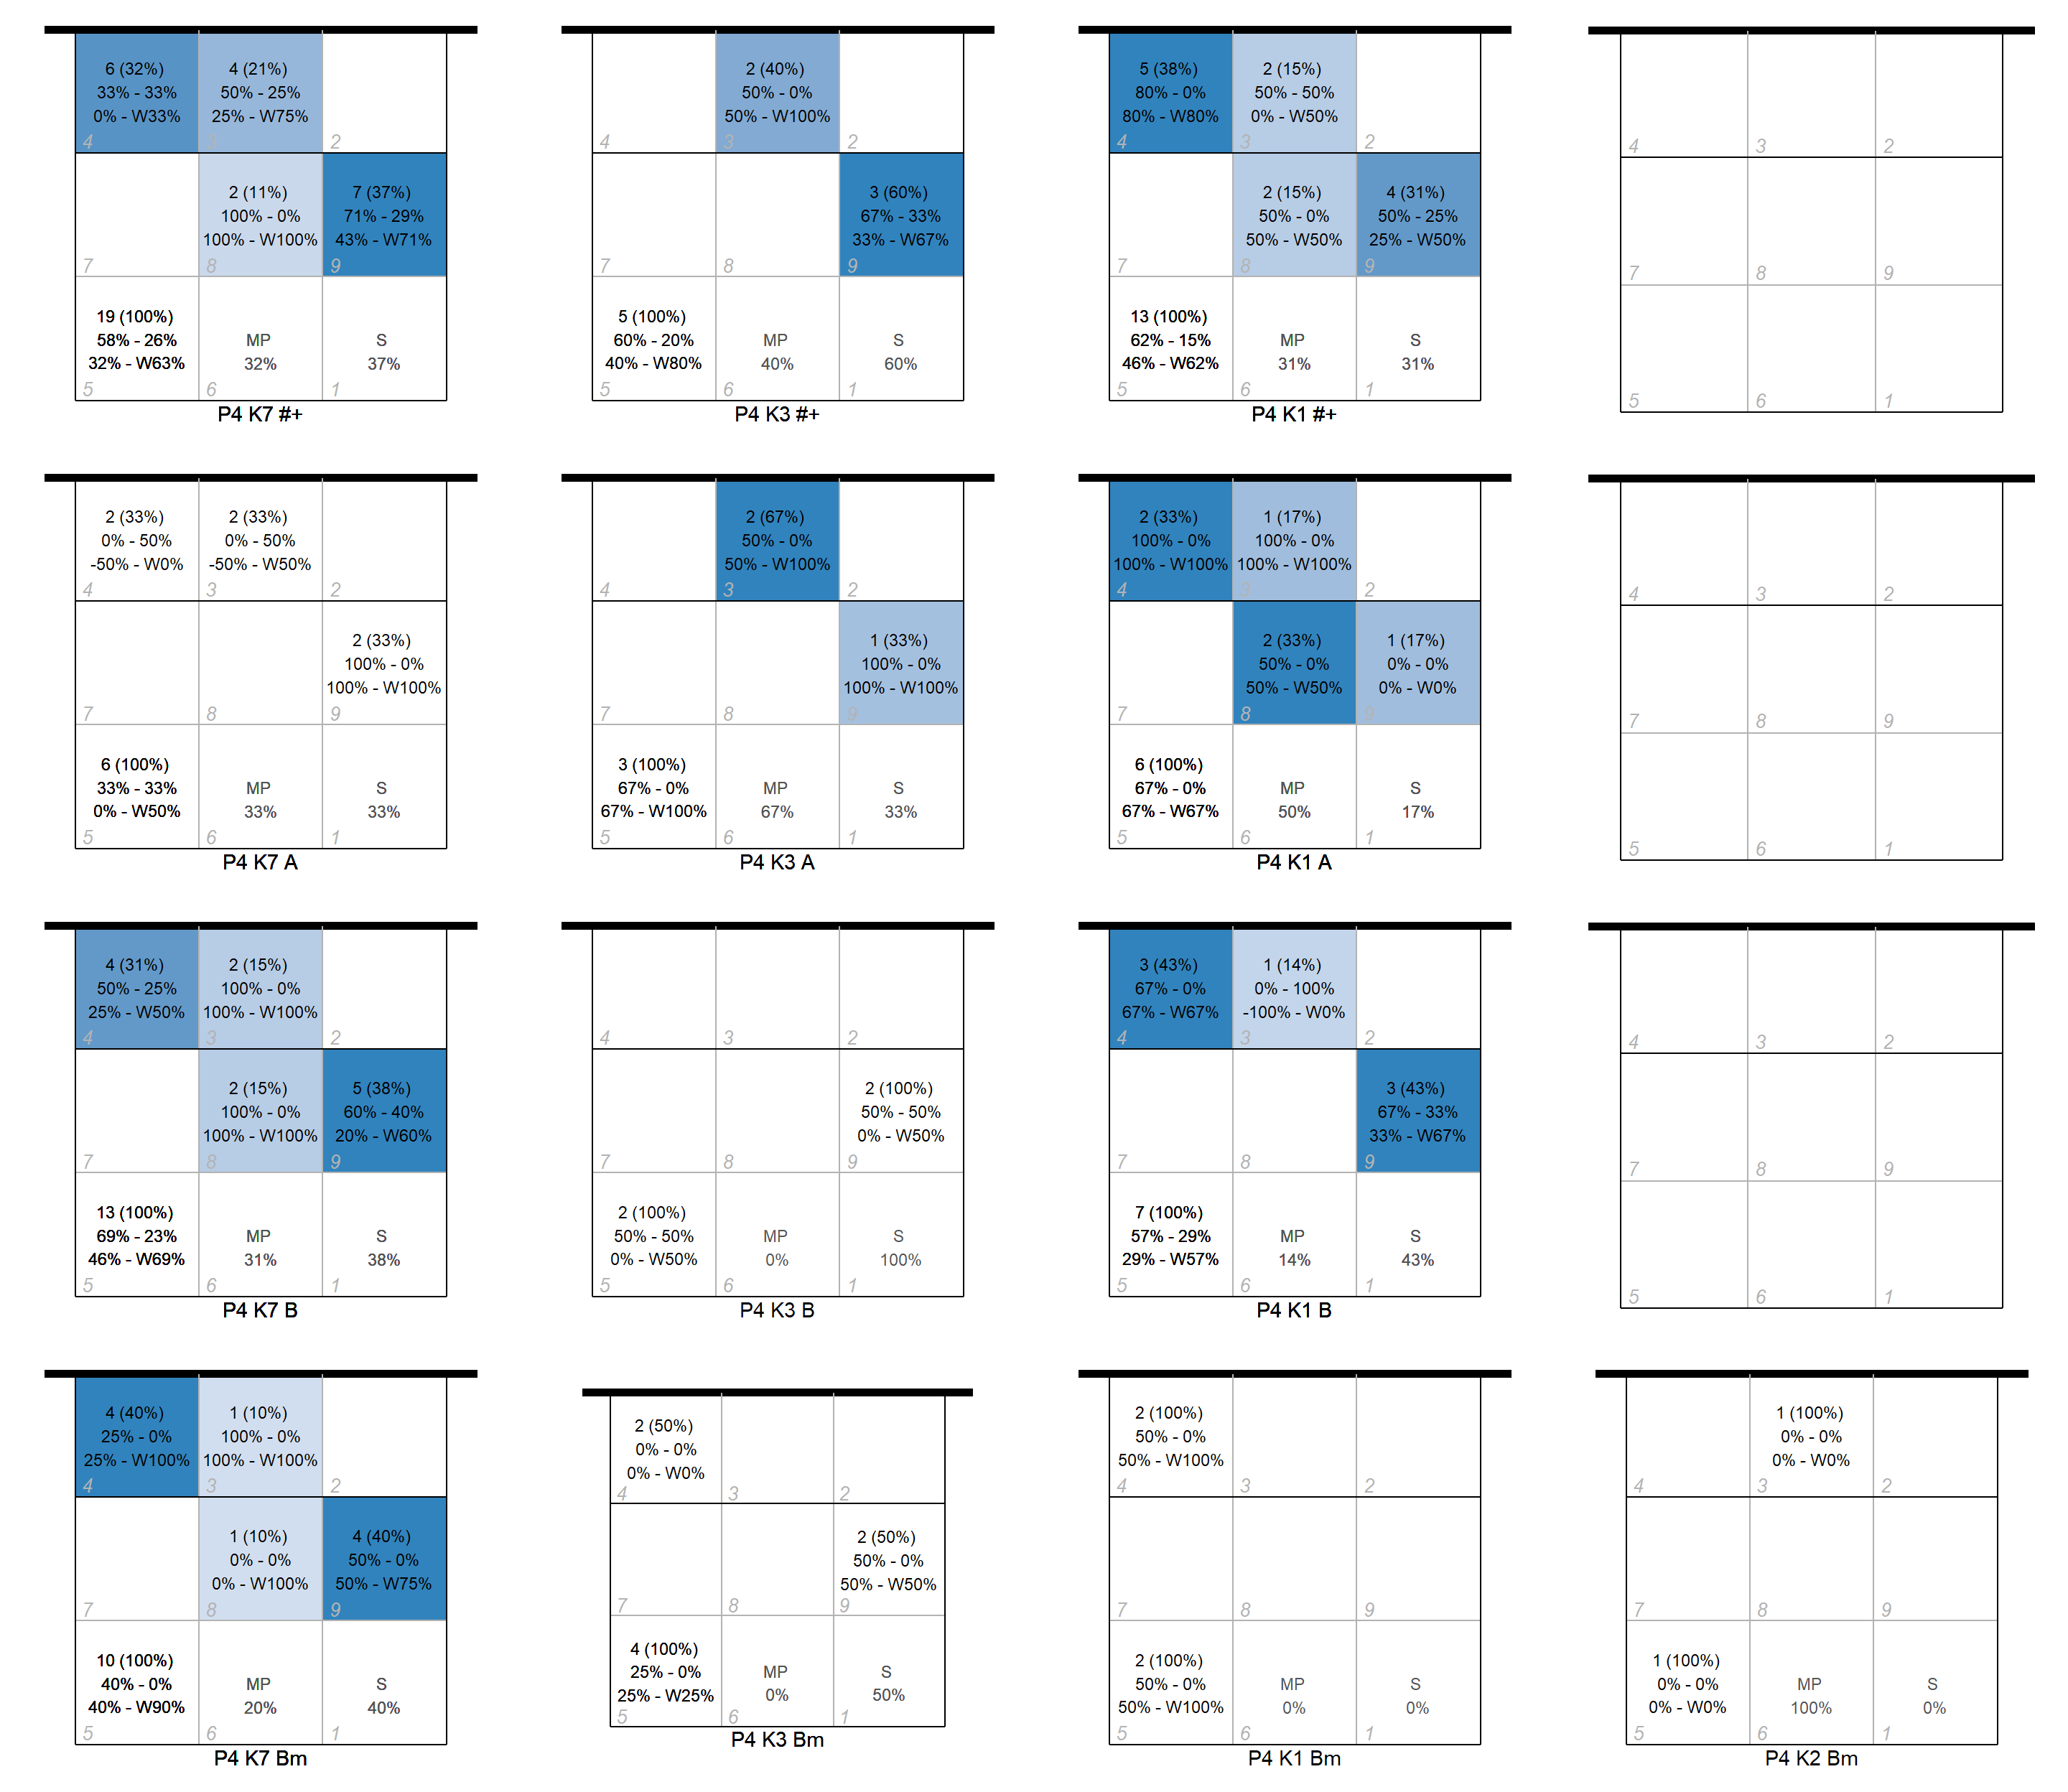 6 (32%)
33% - 33%
0% - W33%
4
4 (21%)
50% - 25%
25% - W75%
3
2
7
2 (11%)
100% - 0%
100% - W100%
8
7 (37%)
71% - 29%
43% - W71%
9
19 (100%)
58% - 26%
32% - W63%
5
MP
32%
6
S
37%
1
P4 K7 #+
4
2 (40%)
50% - 0%
50% - W100%
3
2
7
8
3 (60%)
67% - 33%
33% - W67%
9
5 (100%)
60% - 20%
40% - W80%
5
MP
40%
6
S
60%
1
P4 K3 #+
5 (38%)
80% - 0%
80% - W80%
4
2 (15%)
50% - 50%
0% - W50%
3
2
7
2 (15%)
50% - 0%
50% - W50%
8
4 (31%)
50% - 25%
25% - W50%
9
13 (100%)
62% - 15%
46% - W62%
5
MP
31%
6
S
31%
1
P4 K1 #+
4
3
2
7
8
9
5
6
1
2 (33%)
0% - 50%
-50% - W0%
4
2 (33%)
0% - 50%
-50% - W50%
3
2
7
8
2 (33%)
100% - 0%
100% - W100%
9
6 (100%)
33% - 33%
0% - W50%
5
MP
33%
6
S
33%
1
P4 K7 A
4
2 (67%)
50% - 0%
50% - W100%
3
2
7
8
1 (33%)
100% - 0%
100% - W100%
9
3 (100%)
67% - 0%
67% - W100%
5
MP
67%
6
S
33%
1
P4 K3 A
2 (33%)
100% - 0%
100% - W100%
4
1 (17%)
100% - 0%
100% - W100%
3
2
7
2 (33%)
50% - 0%
50% - W50%
8
1 (17%)
0% - 0%
0% - W0%
9
6 (100%)
67% - 0%
67% - W67%
5
MP
50%
6
S
17%
1
P4 K1 A
4
3
2
7
8
9
5
6
1
4 (31%)
50% - 25%
25% - W50%
4
2 (15%)
100% - 0%
100% - W100%
3
2
7
2 (15%)
100% - 0%
100% - W100%
8
5 (38%)
60% - 40%
20% - W60%
9
13 (100%)
69% - 23%
46% - W69%
5
MP
31%
6
S
38%
1
P4 K7 B
4
3
2
7
8
2 (100%)
50% - 50%
0% - W50%
9
2 (100%)
50% - 50%
0% - W50%
5
MP
0%
6
S
100%
1
P4 K3 B
3 (43%)
67% - 0%
67% - W67%
4
1 (14%)
0% - 100%
-100% - W0%
3
2
7
8
3 (43%)
67% - 33%
33% - W67%
9
7 (100%)
57% - 29%
29% - W57%
5
MP
14%
6
S
43%
1
P4 K1 B
4
3
2
7
8
9
5
6
1
4 (40%)
25% - 0%
25% - W100%
4
1 (10%)
100% - 0%
100% - W100%
3
2
7
1 (10%)
0% - 0%
0% - W100%
8
4 (40%)
50% - 0%
50% - W75%
9
10 (100%)
40% - 0%
40% - W90%
5
MP
20%
6
S
40%
1
P4 K7 Bm
2 (50%)
0% - 0%
0% - W0%
4
3
2
7
8
2 (50%)
50% - 0%
50% - W50%
9
4 (100%)
25% - 0%
25% - W25%
5
MP
0%
6
S
50%
1
P4 K3 Bm
2 (100%)
50% - 0%
50% - W100%
4
3
2
7
8
9
2 (100%)
50% - 0%
50% - W100%
5
MP
0%
6
S
0%
1
P4 K1 Bm
4
1 (100%)
0% - 0%
0% - W0%
3
2
7
8
9
1 (100%)
0% - 0%
0% - W0%
5
MP
100%
6
S
0%
1
P4 K2 Bm